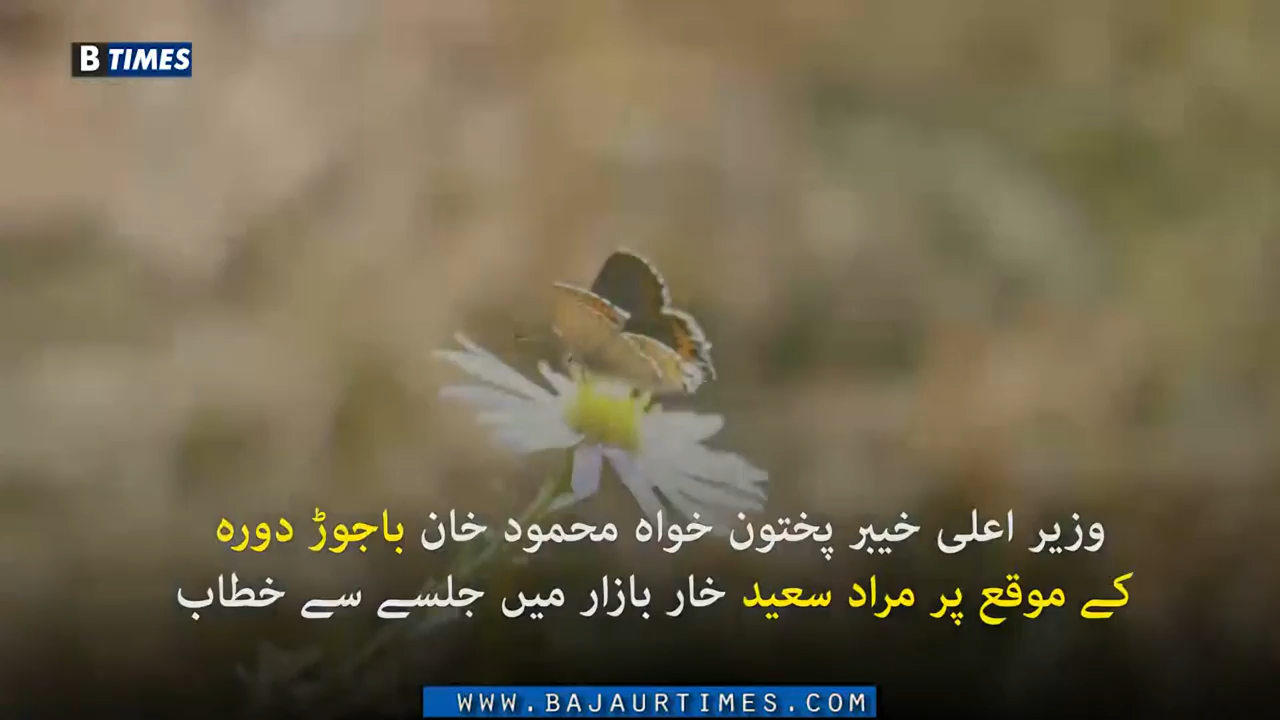 B TIMES
وزیر اعلی خیبر پختون خواہ محمود خان باجوڑ دورہ
کے موقع پر مراد سعید خار بازار میں جلسے سے خطاب
WWW.BAJAURTIMES.COM